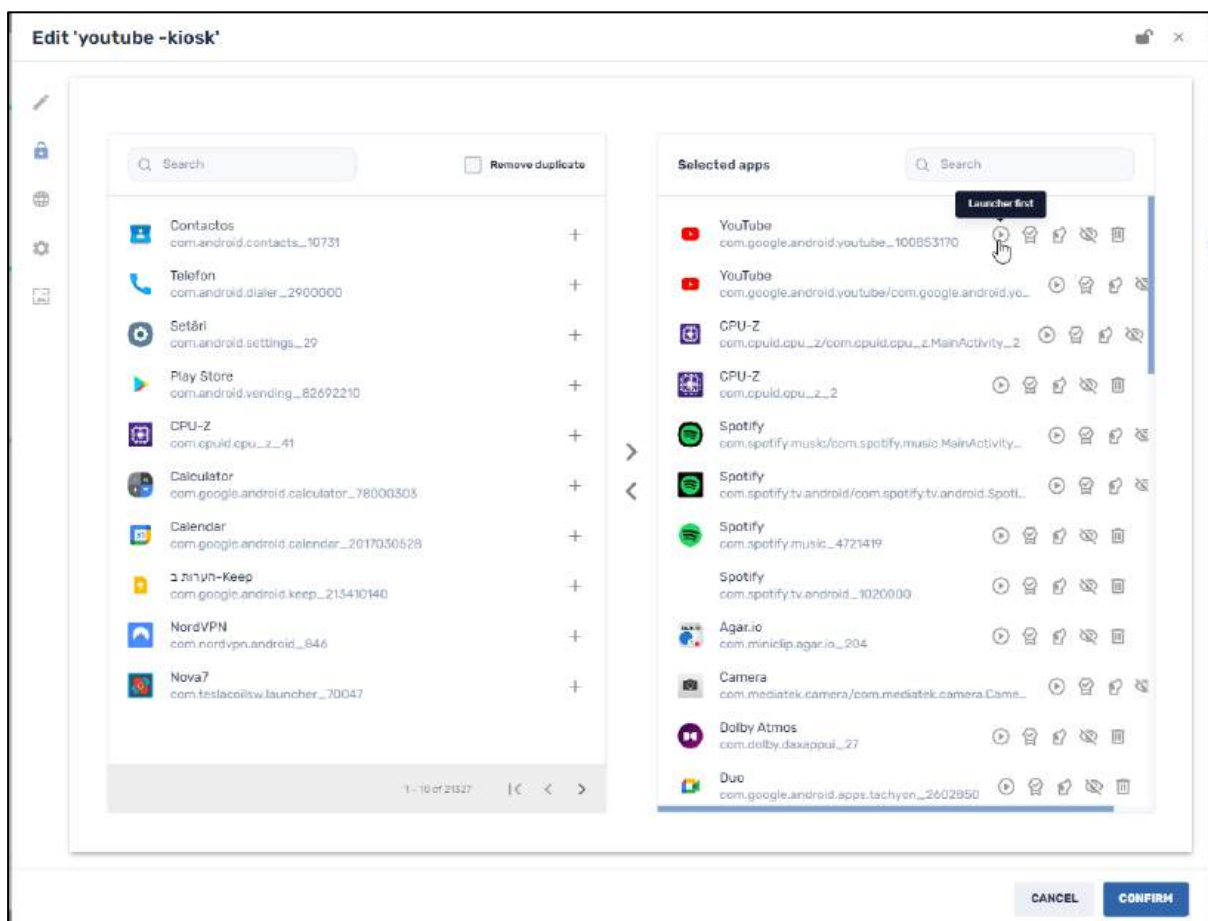 Edit 'youtube -kiosk'
Search
Remove duplicate
Contactos
com.android.contacts_10731
Telefon
com.android.dialer_2900000
Setări
com.android.settings_29
Play Store
com.android.vending_82692210
CPU-Z
com.cpuid.cpu_z_41
Calculator
com.google.android.calculator_78000303
Calendar
com.google.android.calendar_2017030528
הערות ב-Keep
com.google.android.keep_213410140
NordVPN
com.nordvpn.android_846
Nova7
com.teslacoilsw.launcher_70047
of 21327
Selected apps
Search
Launcher first
YouTube
com.google.android.youtube_100853170
YouTube
com.google.android.youtube/com.google.android.yo...
CPU-Z
com.cpuid.cpu_z/com.cpuid.cpu_z.MainActivity_2
CPU-Z
com.cpuid.cpu_z_2
Spotify
com.spotify.music/com.spotify.music.MainActivity...
Spotify
com.spotify.tv.android/com.spotify.tv.android.Spoti...
Spotify
com.spotify.music_4721419
Spotify
com.spotify.tv.android_1020000
Agar.io
com.miniclip.agar.io_204
Camera
com.mediatek.camera/com.mediatek.camera.Came...
Dolby Atmos
com.dolby.daxappui_27
Duo
com.google.android.apps.tachyon_2602850
CANCEL
CONFIRM